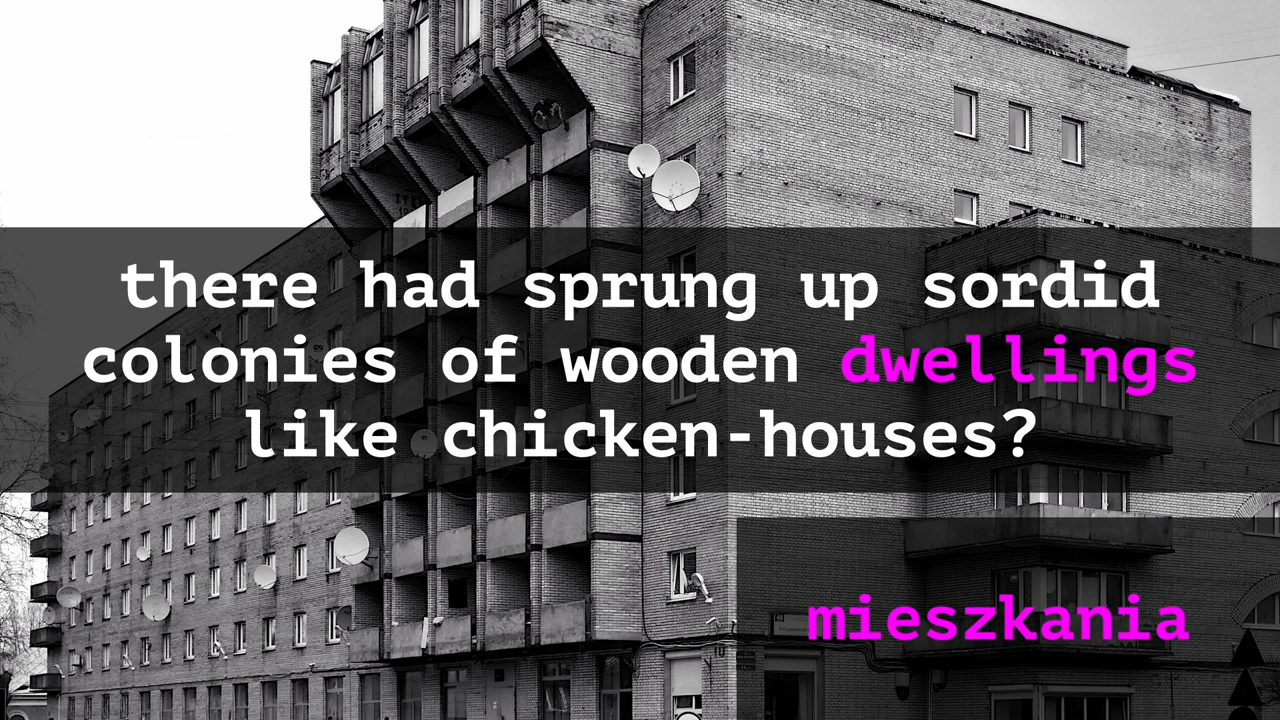 there had sprung up sordid
colonies of wooden dwellings
like chicken-houses?
mieszkania